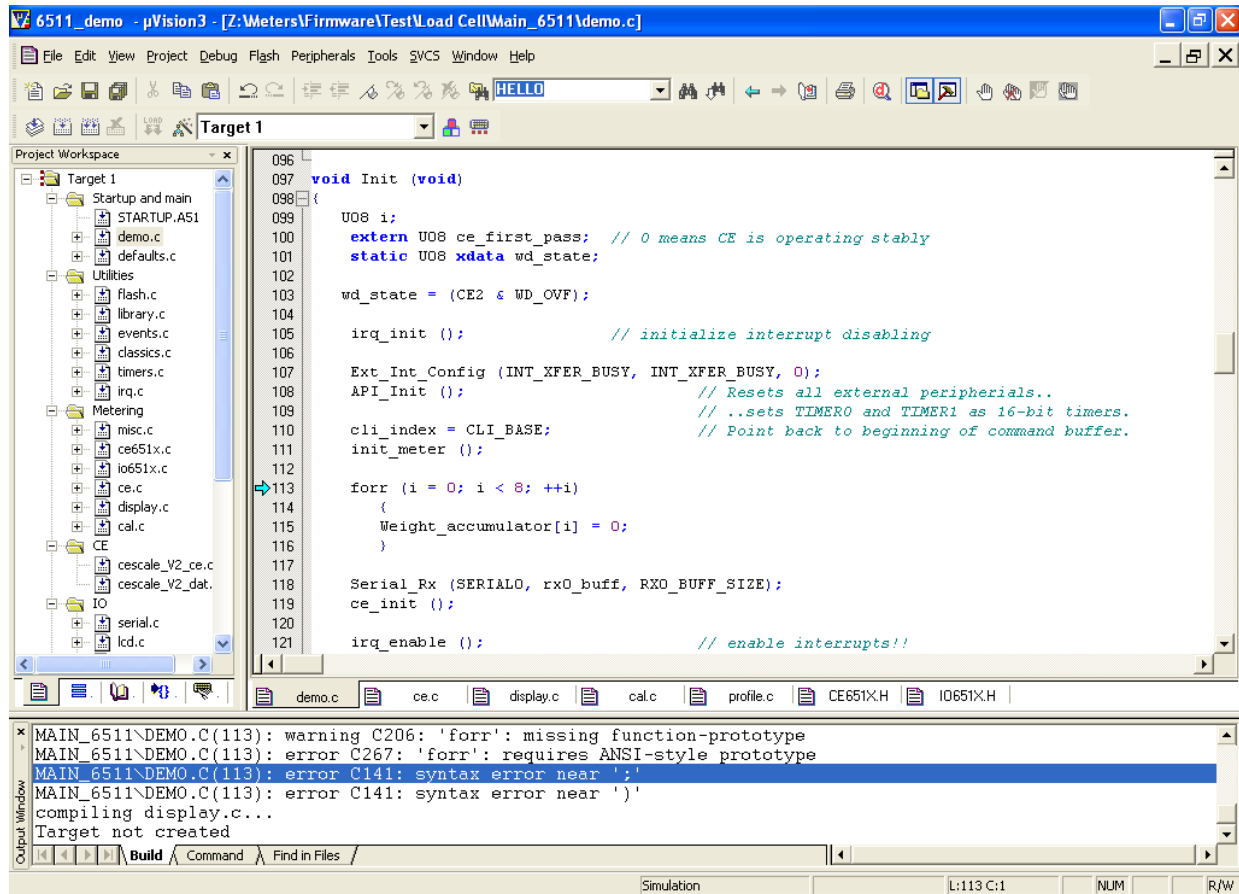 6511_demo - µVision3 - [Z:\Meters\Firmware\Test\Load Cell\Main_6511\demo.c]
File Edit View Project Debug Flash Peripherals Tools SVCS Window Help
HELLO
LOAD
Target 1
Project Workspace
Target 1
Startup and main
STARTUP.A51
demo.c
defaults.c
Utilities
flash.c
library.c
events.c
classics.c
timers.c
irq.c
Metering
misc.c
ce651x.c
io651x.c
ce.c
display.c
cal.c
CE
cescale_V2_ce.c
cescale_V2_dat.
IO
serial.c
lcd.c
096
097 void Init (void)
098 {
099 U08 i;
100 extern U08 ce_first_pass; // 0 means CE is operating stably
101 static U08 xdata wd_state;
102
103 wd_state = (CE2 & WD_OVF);
104
105 irq_init (); // initialize interrupt disabling
106
107 Ext_Int_Config (INT_XFER_BUSY, INT_XFER_BUSY, 0);
108 API_Init (); // Resets all external peripherials..
109 // ..sets TIMER0 and TIMER1 as 16-bit timers.
110 cli_index = CLI_BASE; // Point back to beginning of command buffer.
111 init_meter ();
112
113 forr (i = 0; i < 8; ++i)
114 {
115 Weight_accumulator[i] = 0;
116 }
117
118 Serial_Rx (SERIAL0, rx0_buff, RX0_BUFF_SIZE);
119 ce_init ();
120
121 irq_enable (); // enable interrupts!!
demo.c ce.c display.c cal.c profile.c CE651X.H IO651X.H
MAIN_6511\DEMO.C(113): warning C206: 'forr': missing function-prototype
MAIN_6511\DEMO.C(113): error C267: 'forr': requires ANSI-style prototype
MAIN_6511\DEMO.C(113): error C141: syntax error near ';'
MAIN_6511\DEMO.C(113): error C141: syntax error near ')'
compiling display.c...
Target not created
Output Window
Build Command Find in Files
Simulation L:113 C:1 NUM R/W